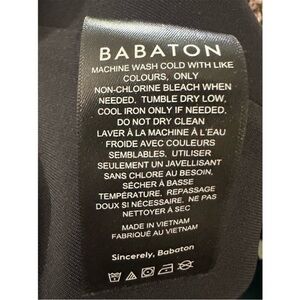 BABATON
MACHINE WASH COLD WITH LIKE
COLOURS, ONLY
NON-CHLORINE BLEACH WHEN
NEEDED. TUMBLE DRY LOW,
COOL IRON ONLY IF NEEDED.
DO NOT DRY CLEAN
LAVER À LA MACHINE À L'EAU
FROIDE AVEC COULEURS
SEMBLABLES, UTILISER
SEULEMENT UN JAVELLISANT
SANS CHLORE AU BESOIN,
SÉCHER À BASSE
TEMPÉRATURE, REPASSAGE
DOUX SI NÉCESSAIRE. NE PAS
NETTOYER À SEC
MADE IN VIETNAM
FABRIQUÉ AU VIETNAM
Sincerely, Babaton